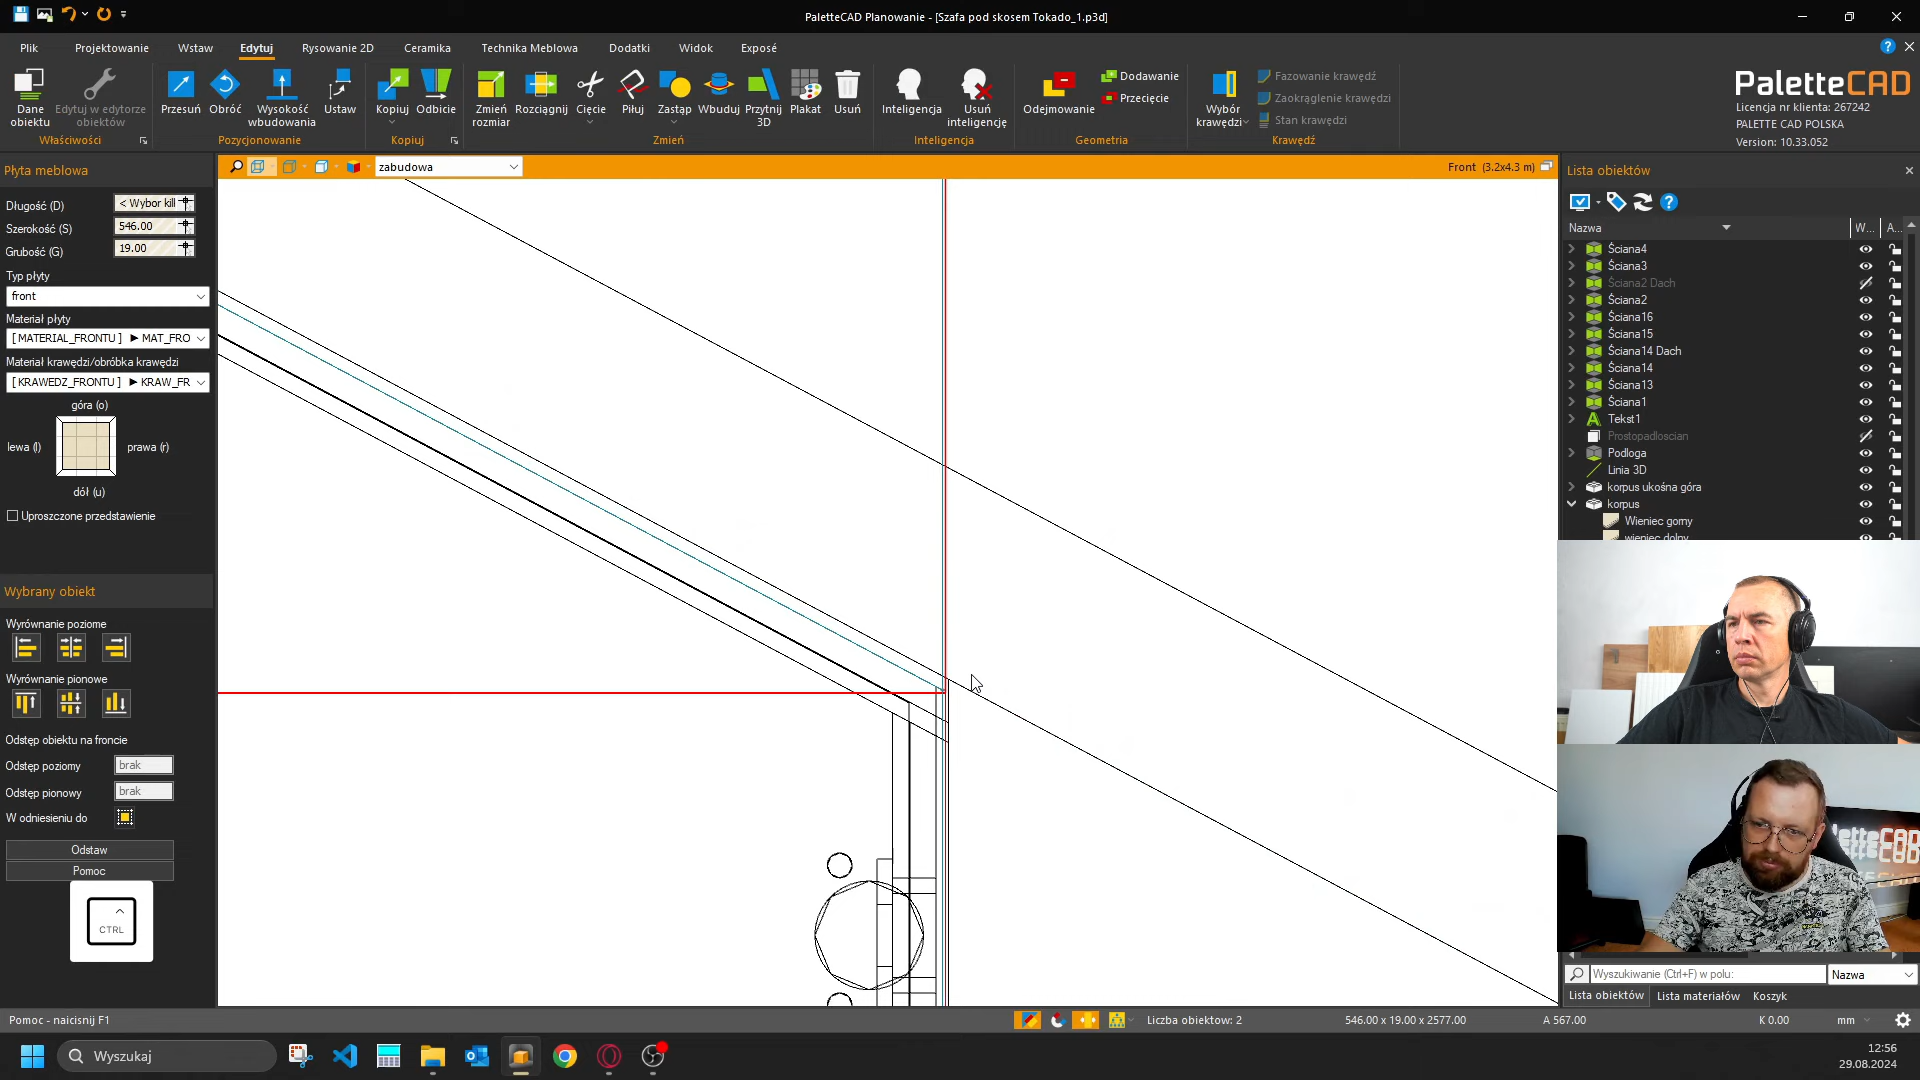 PaletteCAD Planowanie - [Szafa pod skosem Tokado_1.p3d]
Plik Projektowanie Wstaw Edytuj Rysowanie 2D Ceramika Technika Meblowa Dodatki Widok Exposé
Dane obiektu
Edytuj w edytorze obiektów
Właściwości
Przesuń
Obróć
Wysokość wbudowania
Ustaw
Pozycjonowanie
Kopiuj
Odbicie
Kopiuj
Zmień rozmiar
Rozciągnij
Cięcie
Piłuj
Zastąp
Wbuduj
Przytnij 3D
Plakat
Usuń
Zmień
Inteligencja
Usuń inteligencję
Inteligencja
Odejmowanie
Dodawanie
Przecięcie
Geometria
Wybór krawędzi
Fazowanie krawędź
Zaokrąglenie krawędzi
Stan krawędzi
Krawędź
PaletteCAD
Licencja nr klienta: 267242
PALETTE CAD POLSKA
Version: 10.33.052
Płyta meblowa
Długość (D) < Wybor kill
Szerokość (S) 546.00
Grubość (G) 19.00
Typ płyty
front
Materiał płyty
[ MATERIAL_FRONTU ] ► MAT_FRO
Materiał krawędzi/obróbka krawędzi
[ KRAWEDZ_FRONTU ] ► KRAW_FR
góra (o)
lewa (l) prawa (r)
dół (u)
Uproszczone przedstawienie
Wybrany obiekt
Wyrównanie poziome
Wyrównanie pionowe
Odstęp obiektu na froncie
Odstęp poziomy brak
Odstęp pionowy brak
W odniesieniu do
Odstaw
Pomoc
CTRL
zabudowa
Front (3.2x4.3 m)
Lista obiektów
Nazwa W... A...
Ściana4
Ściana3
Ściana2 Dach
Ściana2
Ściana16
Ściana15
Ściana14 Dach
Ściana14
Ściana13
Ściana1
Tekst1
Prostopadloscian
Podloga
Linia 3D
korpus ukośna góra
korpus
Wieniec gorny
wieniec dolny
Wyszukiwanie (Ctrl+F) w polu: Nazwa
Lista obiektów Lista materiałów Koszyk
Pomoc - naicisnij F1
Liczba obiektow: 2
546.00 x 19.00 x 2577.00
A 567.00
K 0.00
mm
Wyszukaj
12:56
29.08.2024